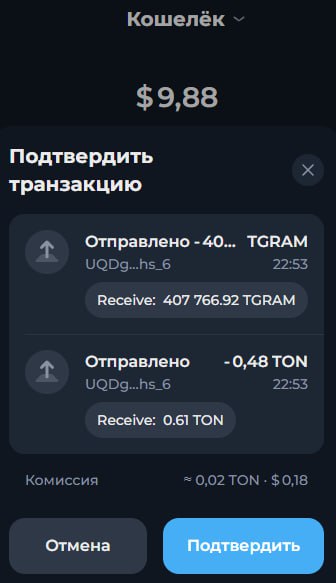 Кошелёк
$ 9,88
Подтвердить
транзакцию
Отправлено - 40... TGRAM
UQDg...hs_6 22:53
Receive: 407 766.92 TGRAM
Отправлено - 0,48 TON
UQDg...hs_6 22:53
Receive: 0.61 TON
Комиссия ≈ 0,02 TON · $ 0,18
Отмена Подтвердить